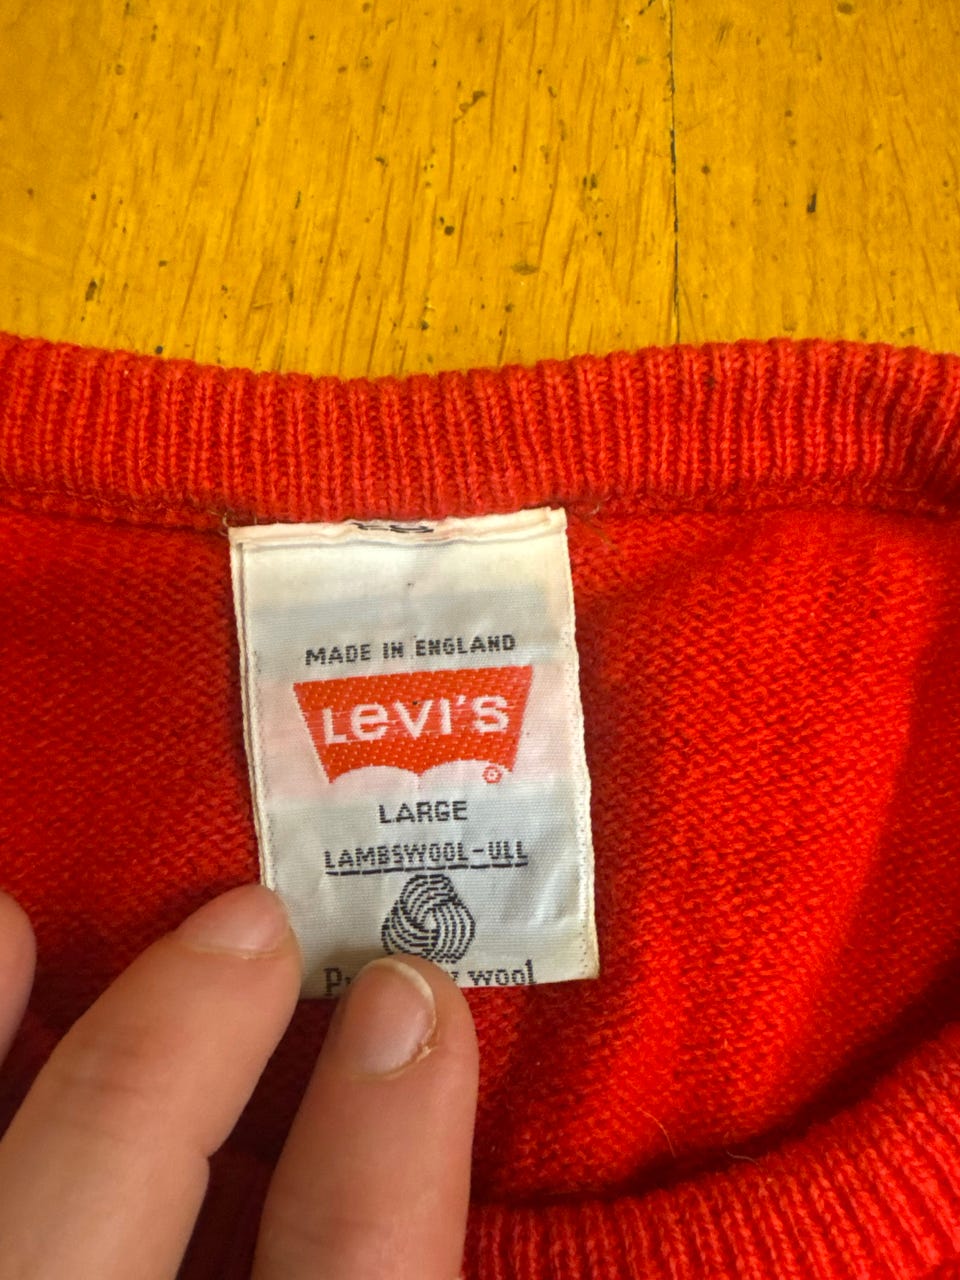 MADE IN ENGLAND
LEVI'S
®
LARGE
LAMBSWOOL-ULL
wool